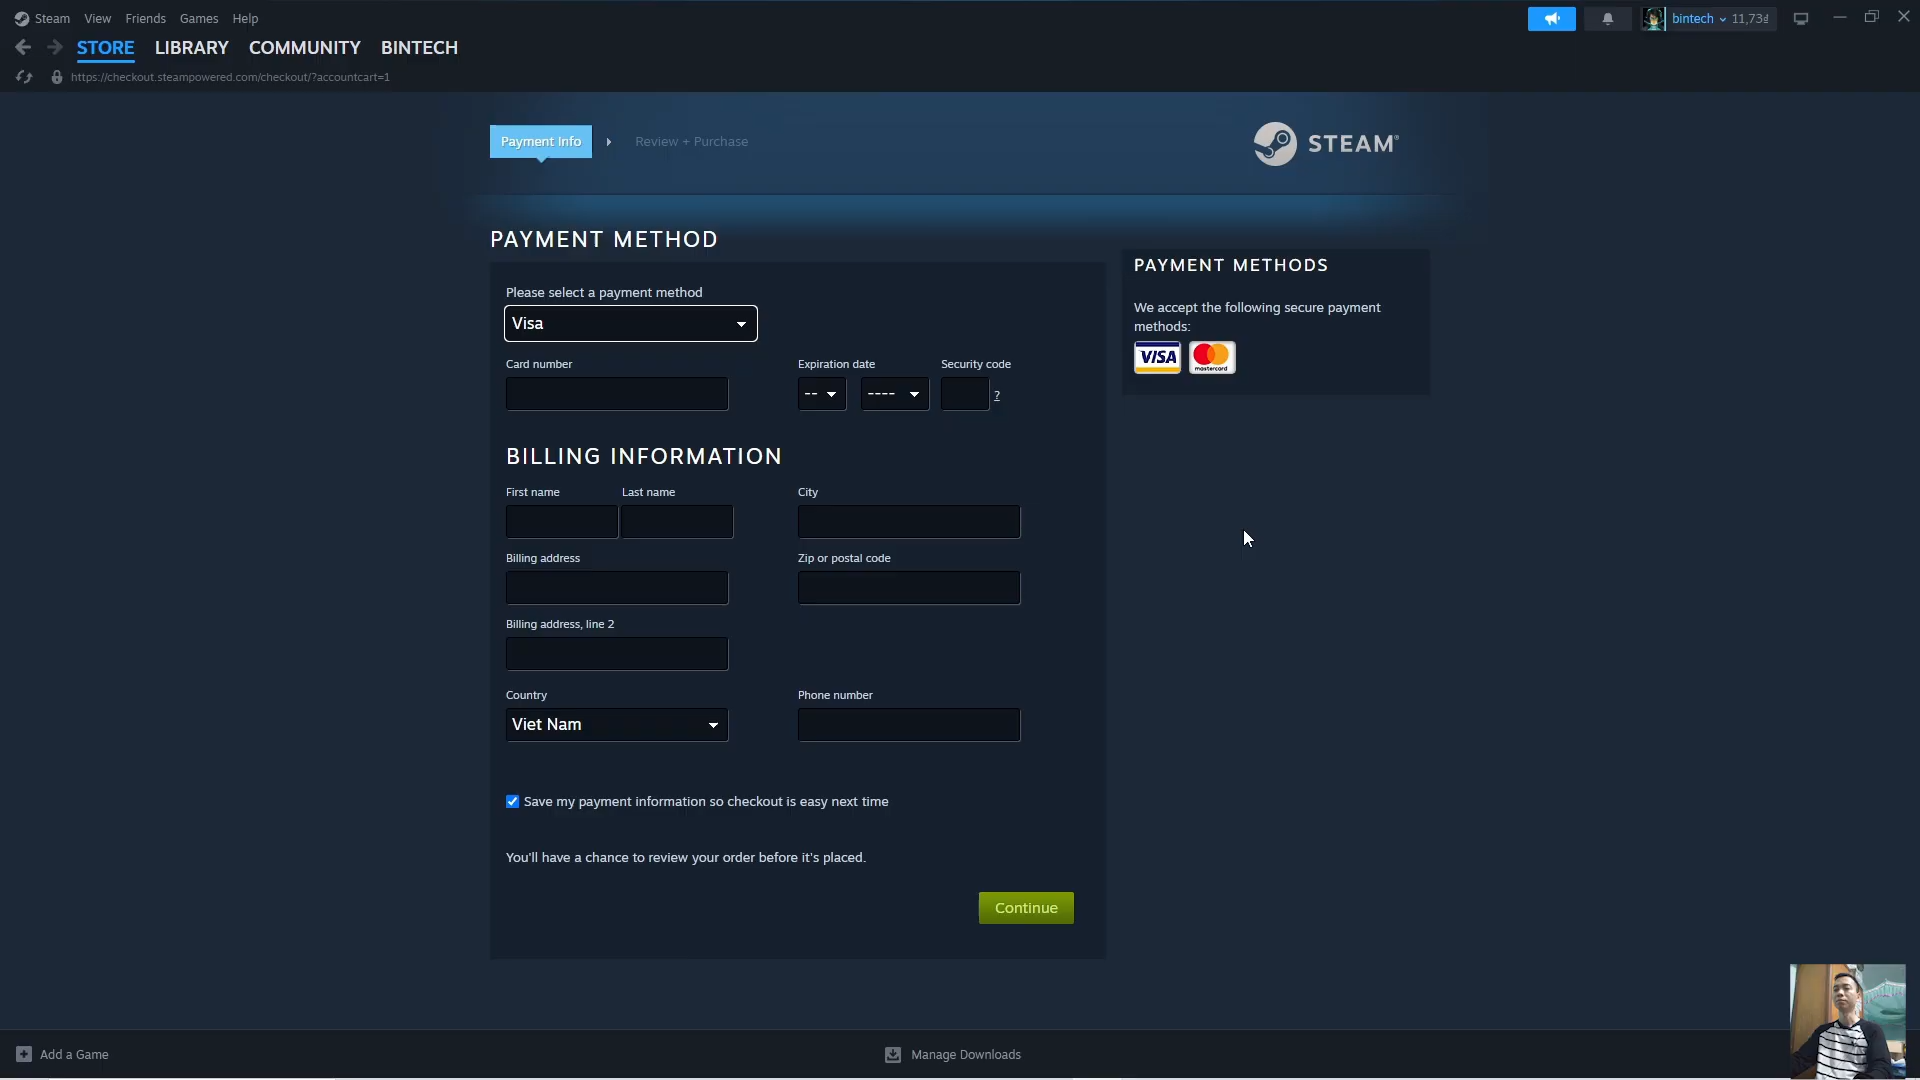 Steam View Friends Games Help
bintech 11,73₫
STORE LIBRARY COMMUNITY BINTECH
https://checkout.steampowered.com/checkout/?accountcart=1
Payment Info Review + Purchase
STEAM®
PAYMENT METHOD
Please select a payment method
Visa
Card number
Expiration date
Security code
--
----
?
BILLING INFORMATION
First name
Last name
City
Billing address
Zip or postal code
Billing address, line 2
Country
Phone number
Viet Nam
Save my payment information so checkout is easy next time
You'll have a chance to review your order before it's placed.
Continue
PAYMENT METHODS
We accept the following secure payment
methods:
VISA
mastercard
Add a Game
Manage Downloads